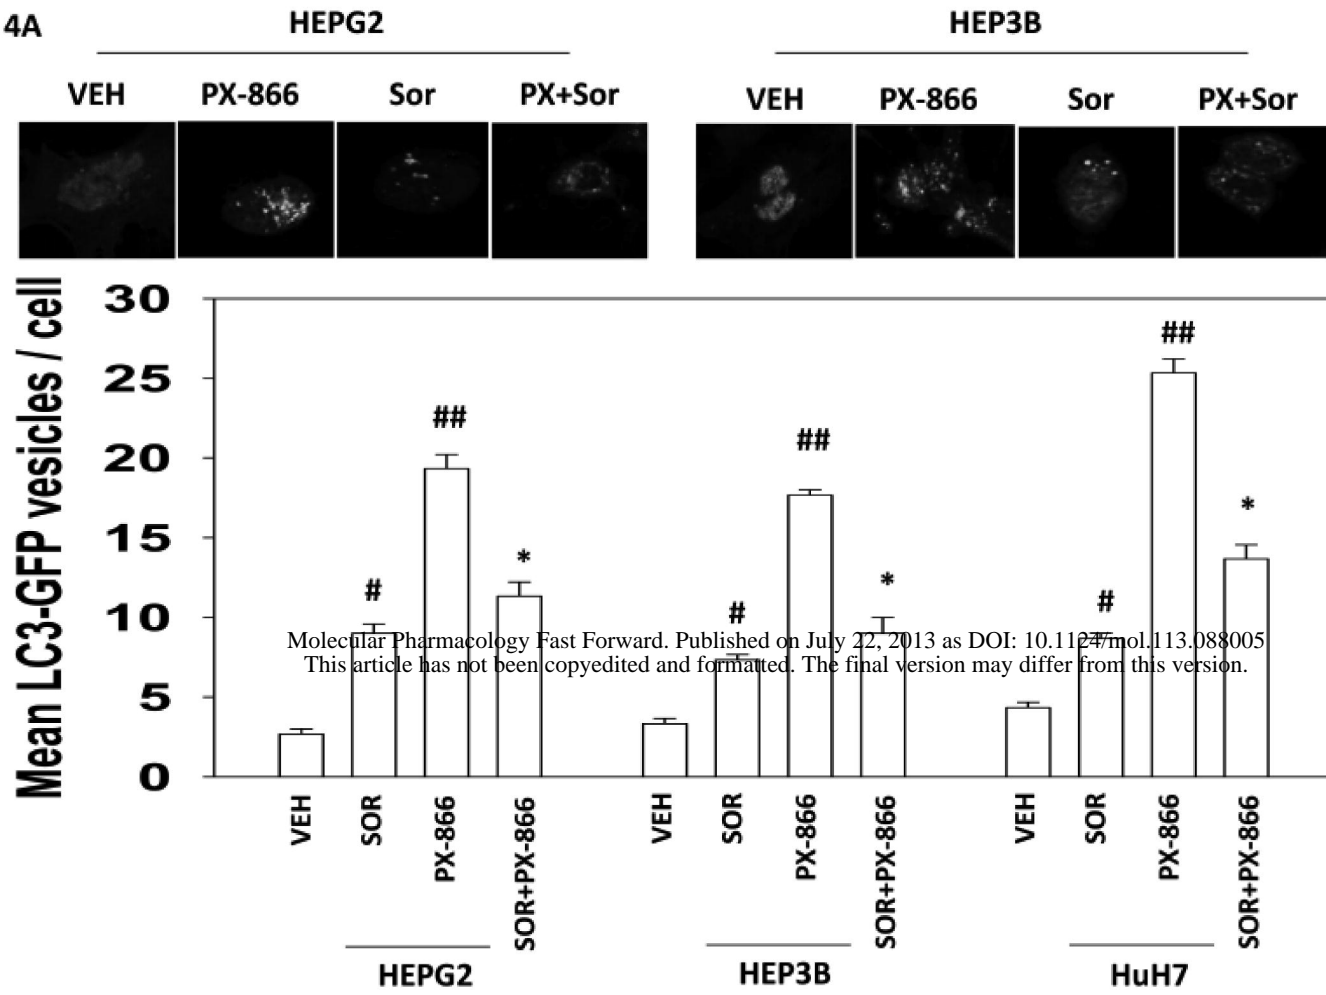 4A
HEPG2 HEP3B
VEH PX-866 Sor PX+Sor VEH PX-866 Sor PX+Sor
Mean LC3-GFP vesicles / cell
30
25
20
15
10
5
0
# ## * # ## * # ## *
Molecular Pharmacology Fast Forward. Published on July 22, 2013 as DOI: 10.1124/mol.113.088005
This article has not been copyedited and formatted. The final version may differ from this version.
VEH SOR PX-866 SOR+PX-866 VEH SOR PX-866 SOR+PX-866 VEH SOR PX-866 SOR+PX-866
HEPG2 HEP3B HuH7